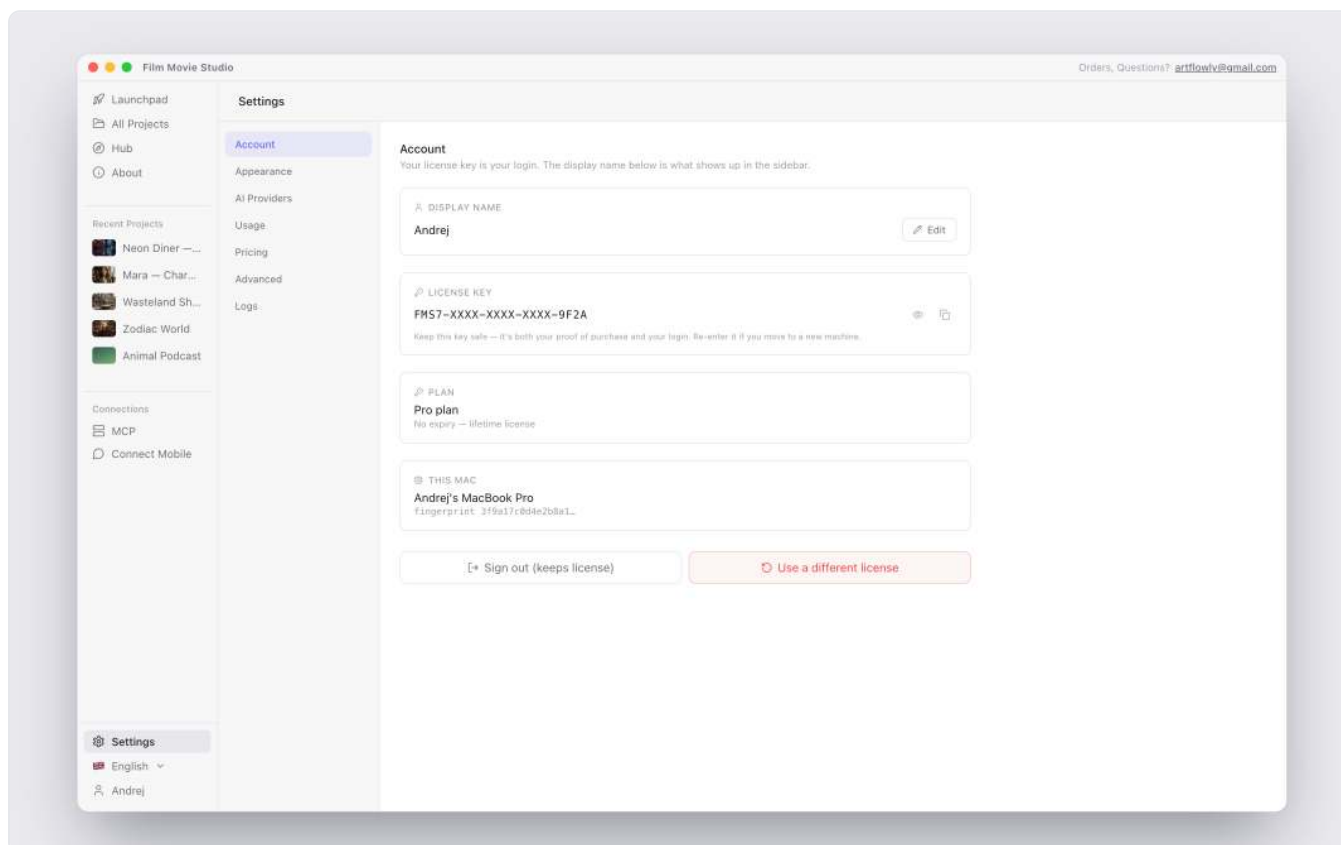 Film Movie Studio
Orders, Questions? artflowlv@gmail.com
Launchpad
All Projects
Hub
About
Recent Projects
Neon Diner —...
Mara — Char...
Wasteland Sh...
Zodiac World
Animal Podcast
Connections
MCP
Connect Mobile
Settings
English
Andrej
Settings
Account
Appearance
AI Providers
Usage
Pricing
Advanced
Logs
Account
Your license key is your login. The display name below is what shows up in the sidebar.
DISPLAY NAME
Andrej
Edit
LICENSE KEY
FMS7-XXXX-XXXX-XXXX-9F2A
Keep this key safe — it's both your proof of purchase and your login. Re-enter it if you move to a new machine.
PLAN
Pro plan
No expiry — lifetime license
THIS MAC
Andrej's MacBook Pro
fingerprint 3f9a17c0d4e2b8a1…
Sign out (keeps license)
Use a different license